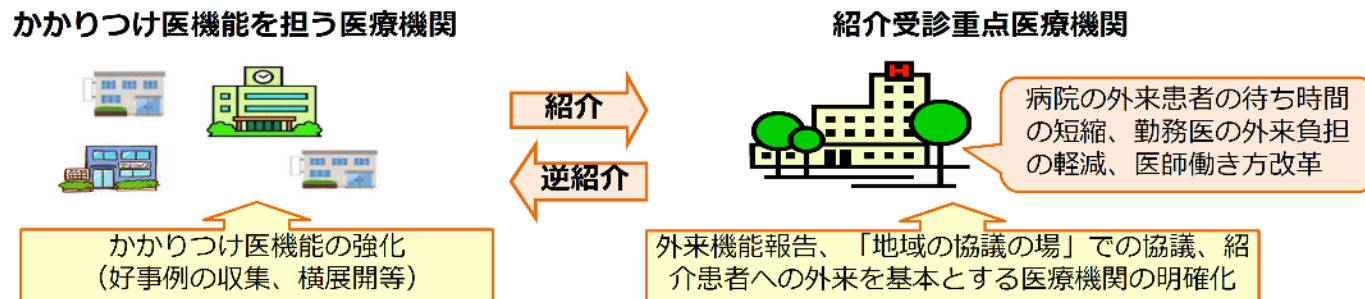 かかりつけ医機能を担う医療機関
紹介受診重点医療機関
紹介
逆紹介
H
病院の外来患者の待ち時間
の短縮、勤務医の外来負担
の軽減、医師働き方改革
かかりつけ医機能の強化
（好事例の収集、横展開等）
外来機能報告、「地域の協議の場」での協議、紹
介患者への外来を基本とする医療機関の明確化